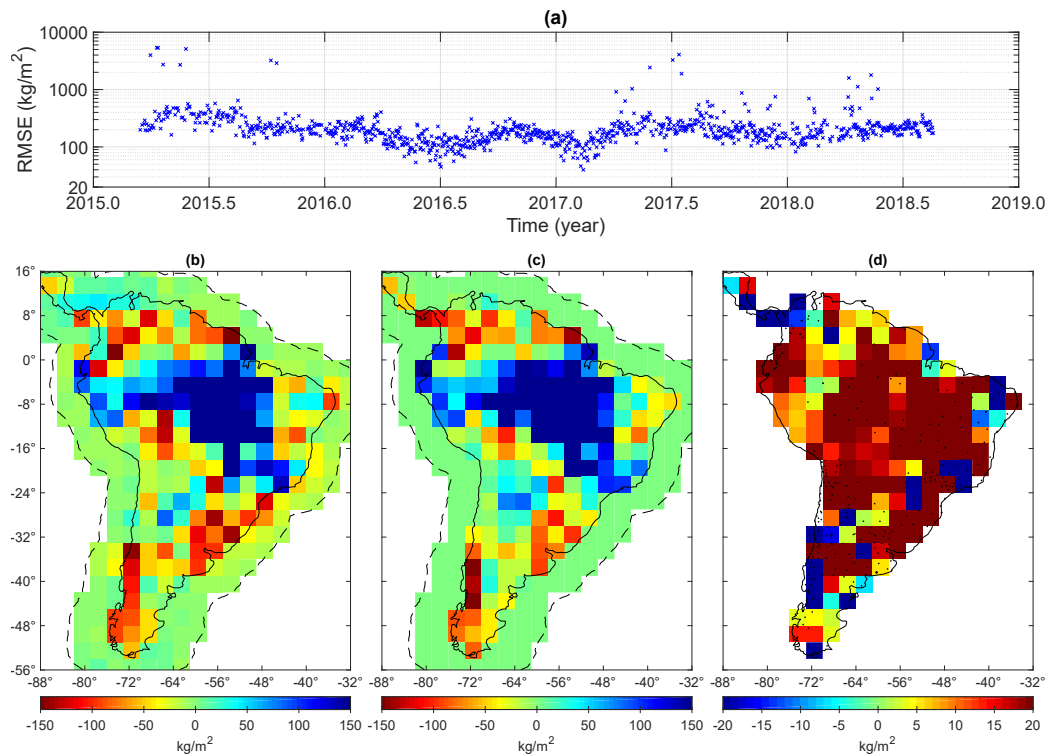 (a)
10000
1000
100
20
RMSE (kg/m²)
2015.0 2015.5 2016.0 2016.5 2017.0 2017.5 2018.0 2018.5 2019.0
Time (year)
(b) (c) (d)
16°
8°
0°
-8°
-16°
-24°
-32°
-40°
-48°
-56°
-88° -80° -72° -64° -56° -48° -40° -32°
-88° -80° -72° -64° -56° -48° -40° -32°
-88° -80° -72° -64° -56° -48° -40° -32°
-150 -100 -50 0 50 100 150
kg/m²
-150 -100 -50 0 50 100 150
kg/m²
-20 -15 -10 -5 0 5 10 15 20
kg/m²